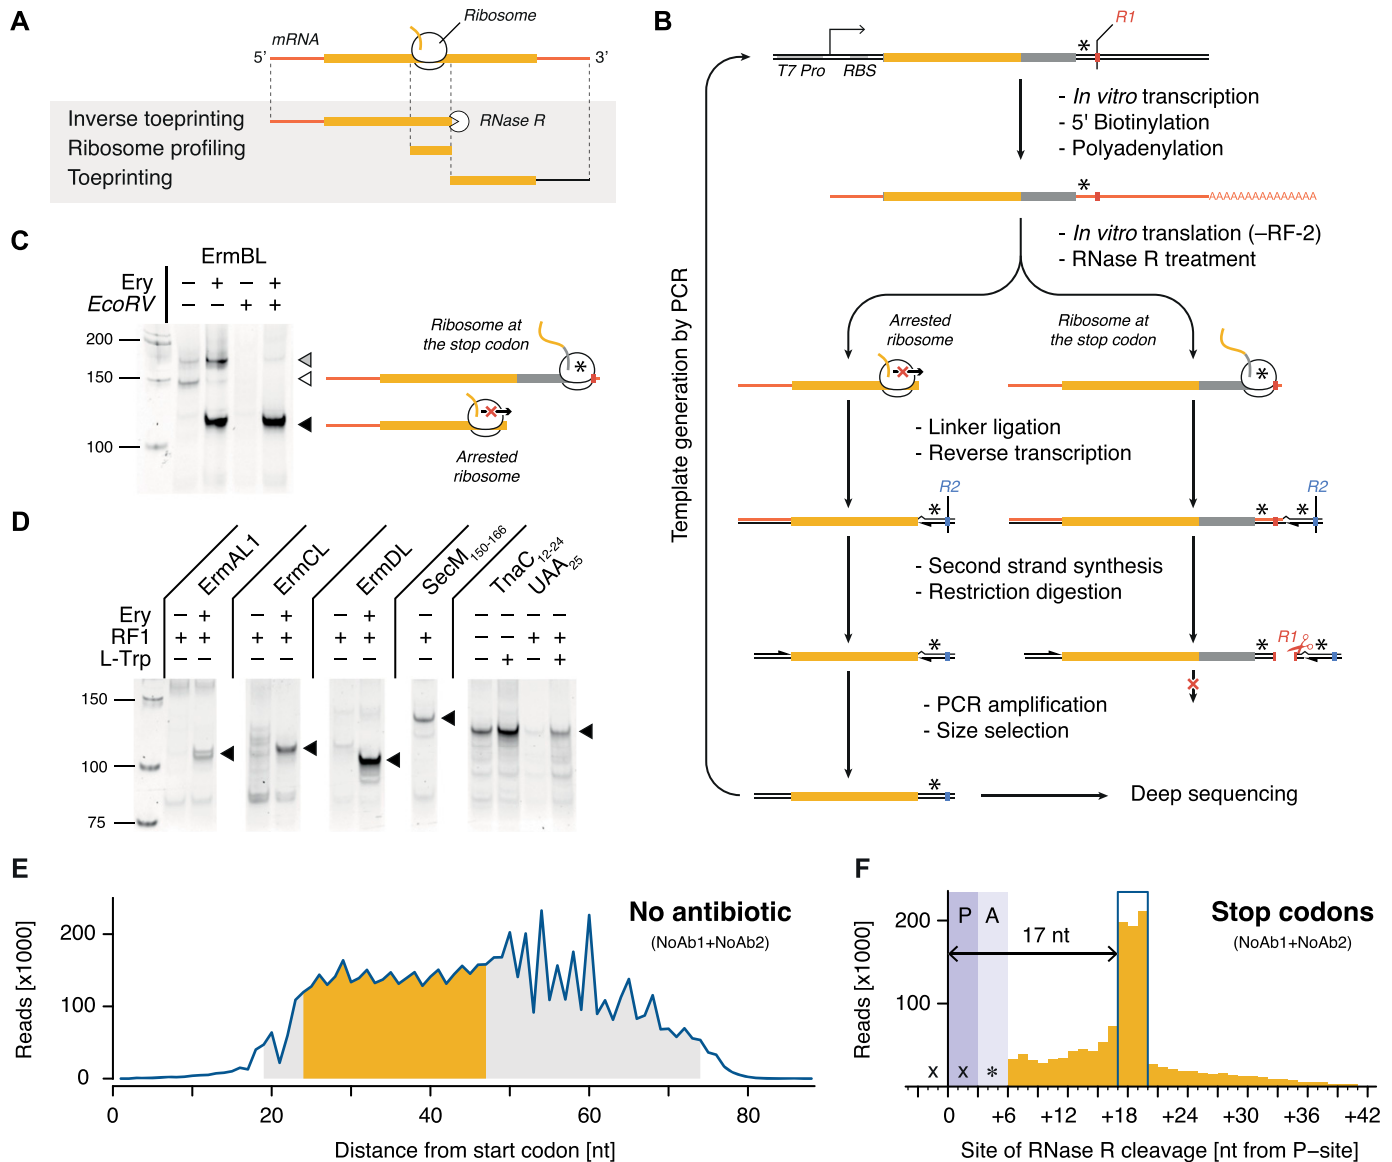 A
Ribosome
mRNA
5’ 3’
Inverse toeprinting
RNase R
Ribosome profiling
Toeprinting
B
R1
*
T7 Pro RBS
- In vitro transcription
- 5' Biotinylation
- Polyadenylation
*
AAAAAAAAAAAAAAA
- In vitro translation (–RF-2)
- RNase R treatment
Arrested
ribosome
Ribosome at
the stop codon
*
- Linker ligation
- Reverse transcription
R2
*
R2
* *
- Second strand synthesis
- Restriction digestion
*
* R1 *
- PCR amplification
- Size selection
*
Deep sequencing
Template generation by PCR
C
ErmBL
Ery – + – +
EcoRV – – + +
200
150
100
Ribosome at
the stop codon
*
Arrested
ribosome
D
ErmAL1
ErmCL
ErmDL
SecM150-166
TnaC12-24
UAA25
Ery – + – + – + – – – – –
RF1 + + + + + + + – – + +
L-Trp – – – – – – – – + – +
150
100
75
E
No antibiotic
(NoAb1+NoAb2)
Reads [x1000]
200
100
0
0 20 40 60 80
Distance from start codon [nt]
F
P A
Stop codons
(NoAb1+NoAb2)
17 nt
Reads [x1000]
200
100
x x *
0 +6 +12 +18 +24 +30 +36 +42
Site of RNase R cleavage [nt from P–site]